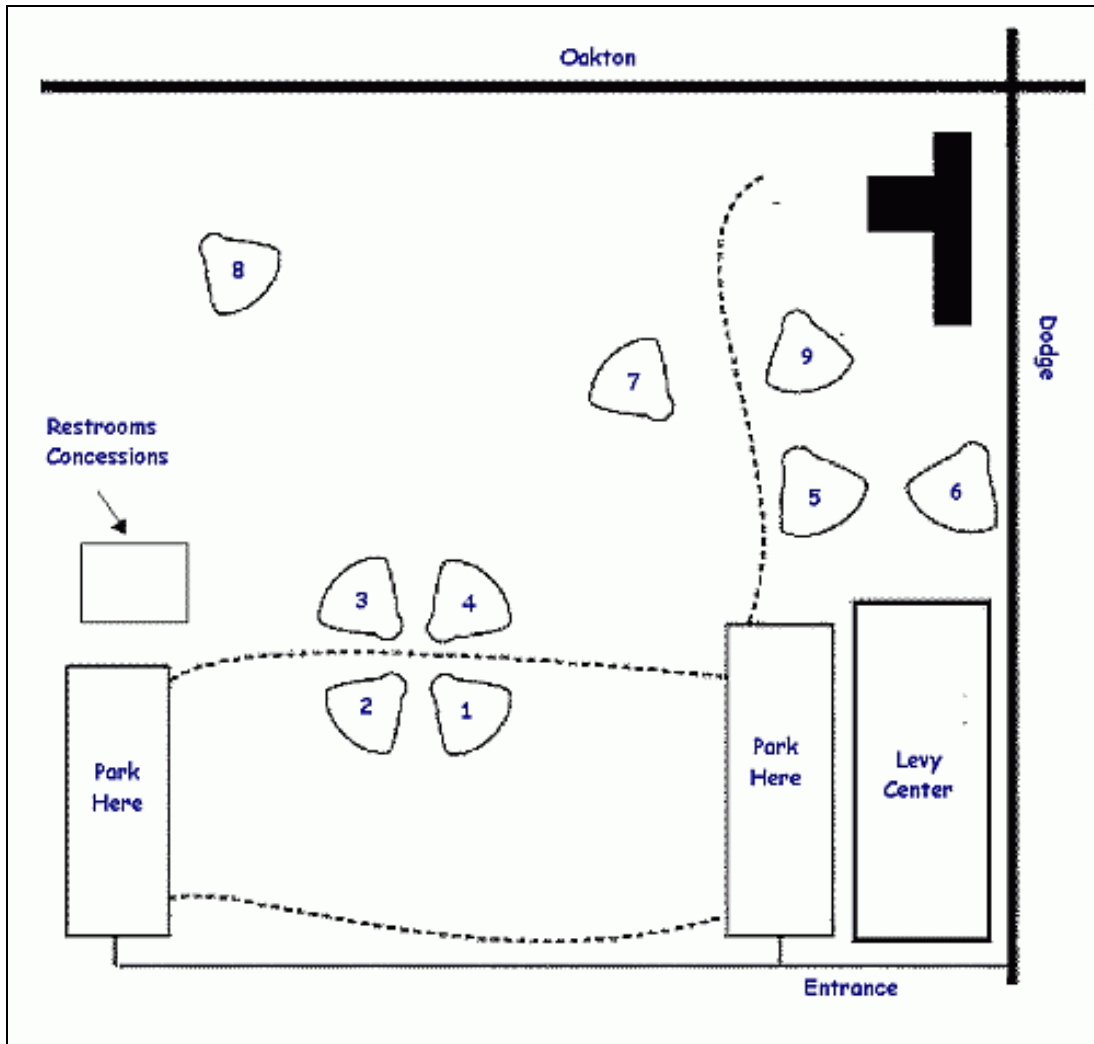 Oakton
8
9
7
Dodge
Restrooms
Concessions
5
6
3
4
2
1
Park
Here
Park
Here
Levy
Center
Entrance